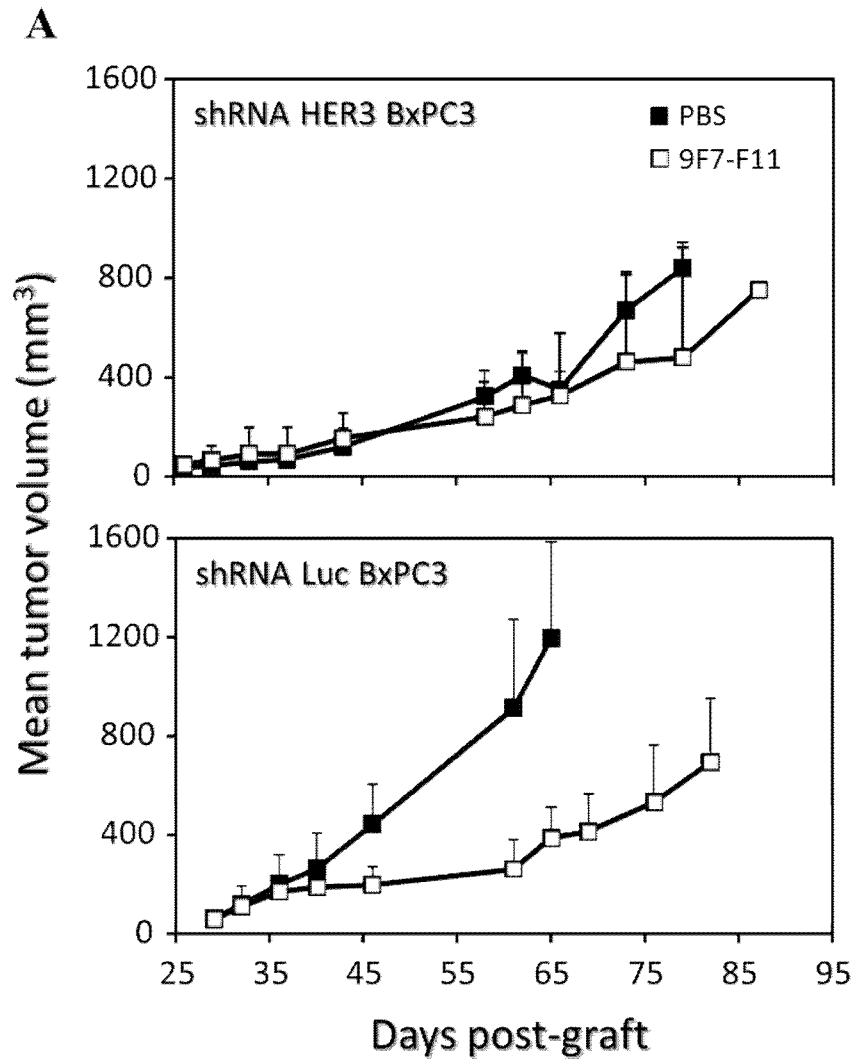 A
1600
shRNA HER3 BxPC3
PBS
9F7-F11
1200
800
400
0
Mean tumor volume (mm³)
1600
shRNA Luc BxPC3
1200
800
400
0
25 35 45 55 65 75 85 95
Days post-graft